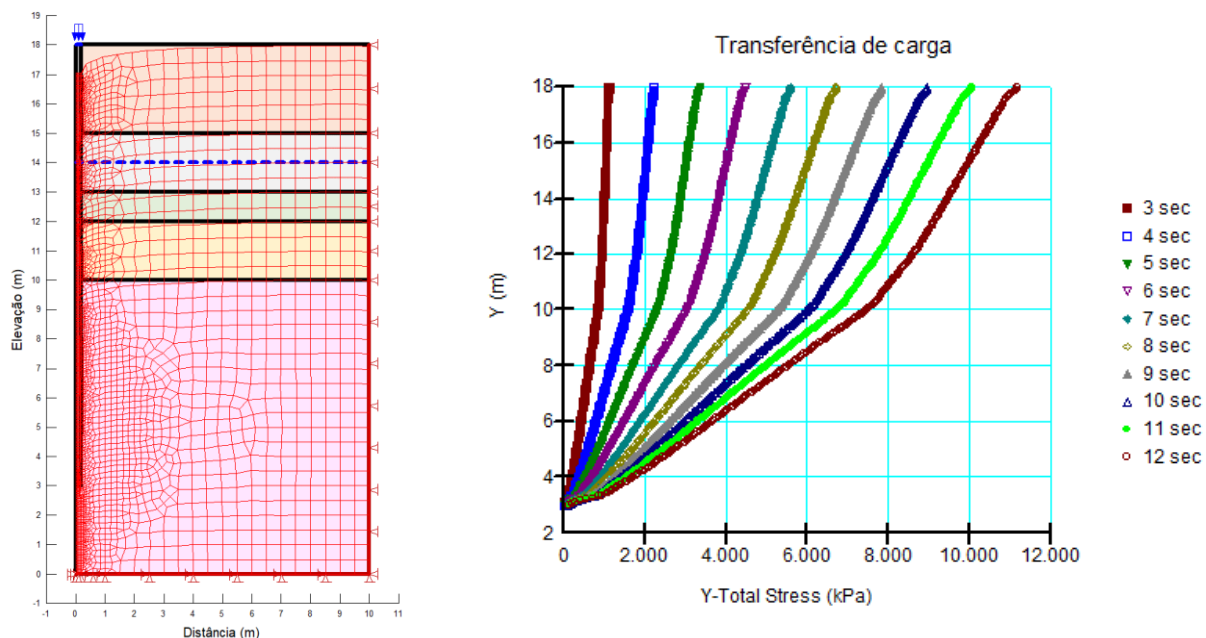 19
18
17
16
15
14
13
12
11
10
9
8
7
6
5
4
3
2
1
0
-1
Elevação (m)
-1 0 1 2 3 4 5 6 7 8 9 10 11
Distância (m)
Transferência de carga
18
16
14
12
10
8
6
4
2
Y (m)
0 2.000 4.000 6.000 8.000 10.000 12.000
Y-Total Stress (kPa)
3 sec
4 sec
5 sec
6 sec
7 sec
8 sec
9 sec
10 sec
11 sec
12 sec